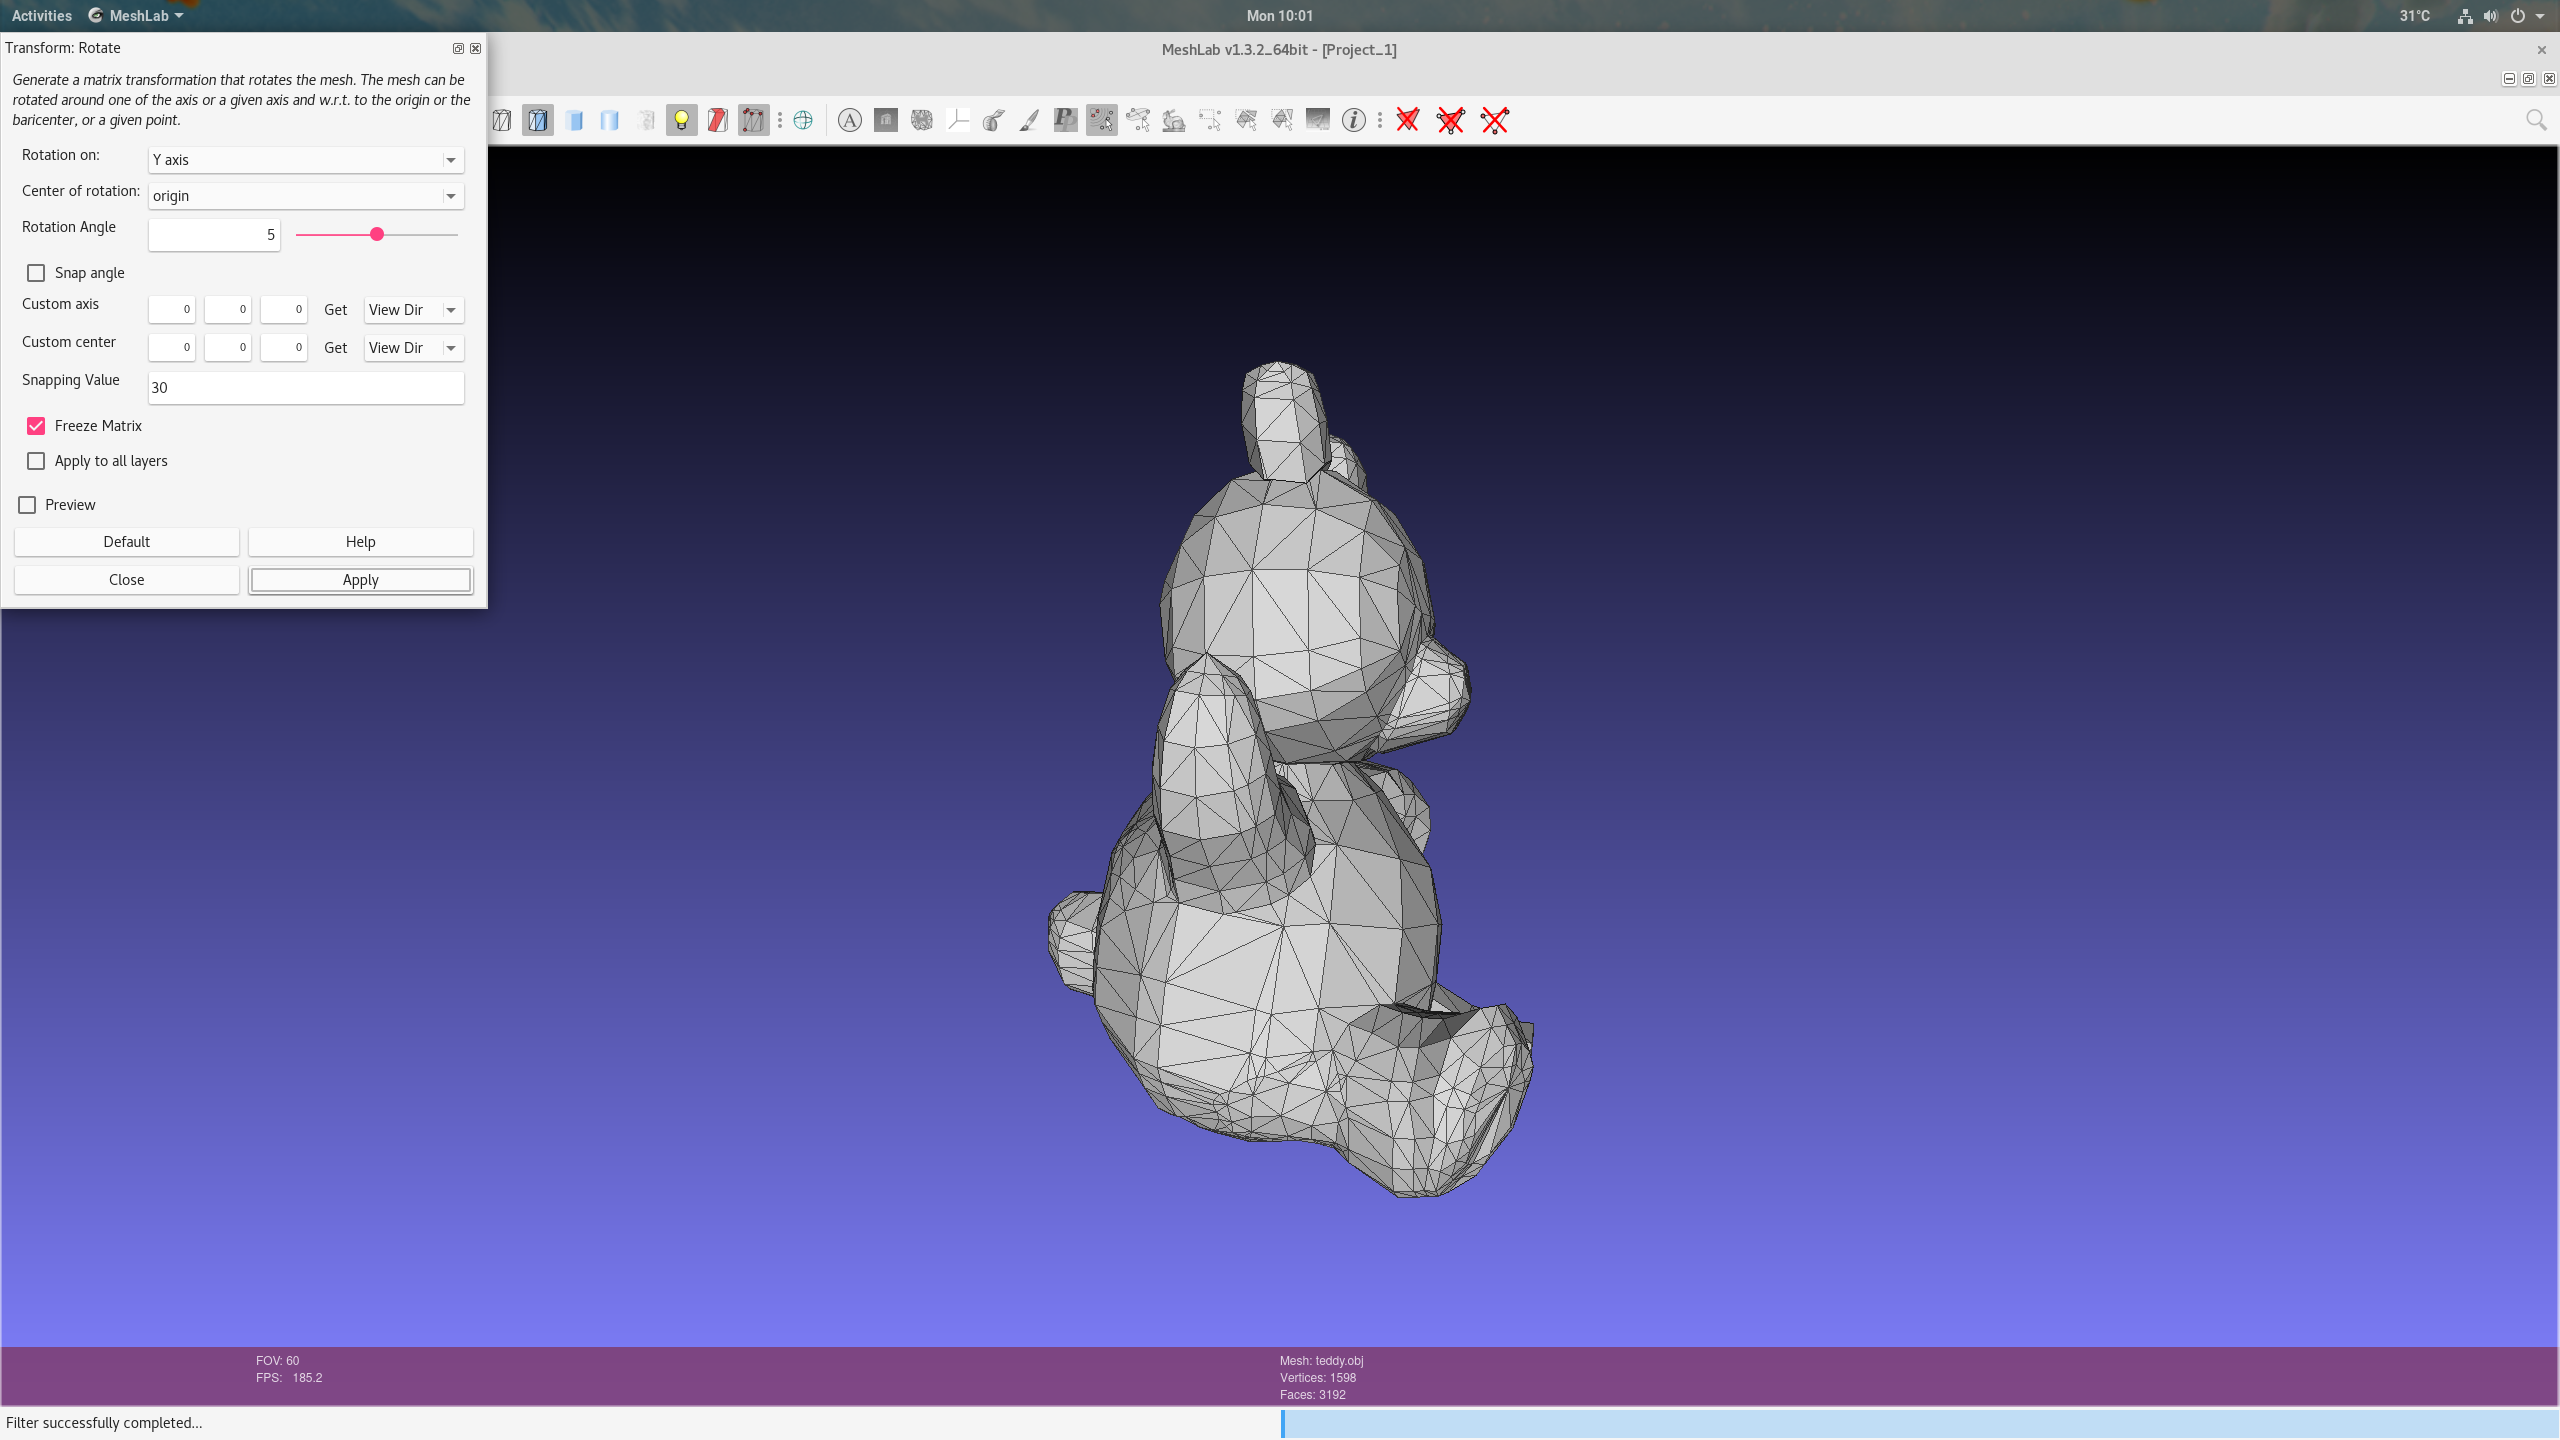 Activities MeshLab Mon 10:01 31°C
Transform: Rotate
MeshLab v1.3.2_64bit - [Project_1]
Generate a matrix transformation that rotates the mesh. The mesh can be
rotated around one of the axis or a given axis and w.r.t. to the origin or the
baricenter, or a given point.
Rotation on: Y axis
Center of rotation: origin
Rotation Angle 5
Snap angle
Custom axis 0 0 0 Get View Dir
Custom center 0 0 0 Get View Dir
Snapping Value 30
Freeze Matrix
Apply to all layers
Preview
Default Help
Close Apply
FOV: 60
FPS: 185.2
Mesh: teddy.obj
Vertices: 1598
Faces: 3192
Filter successfully completed...